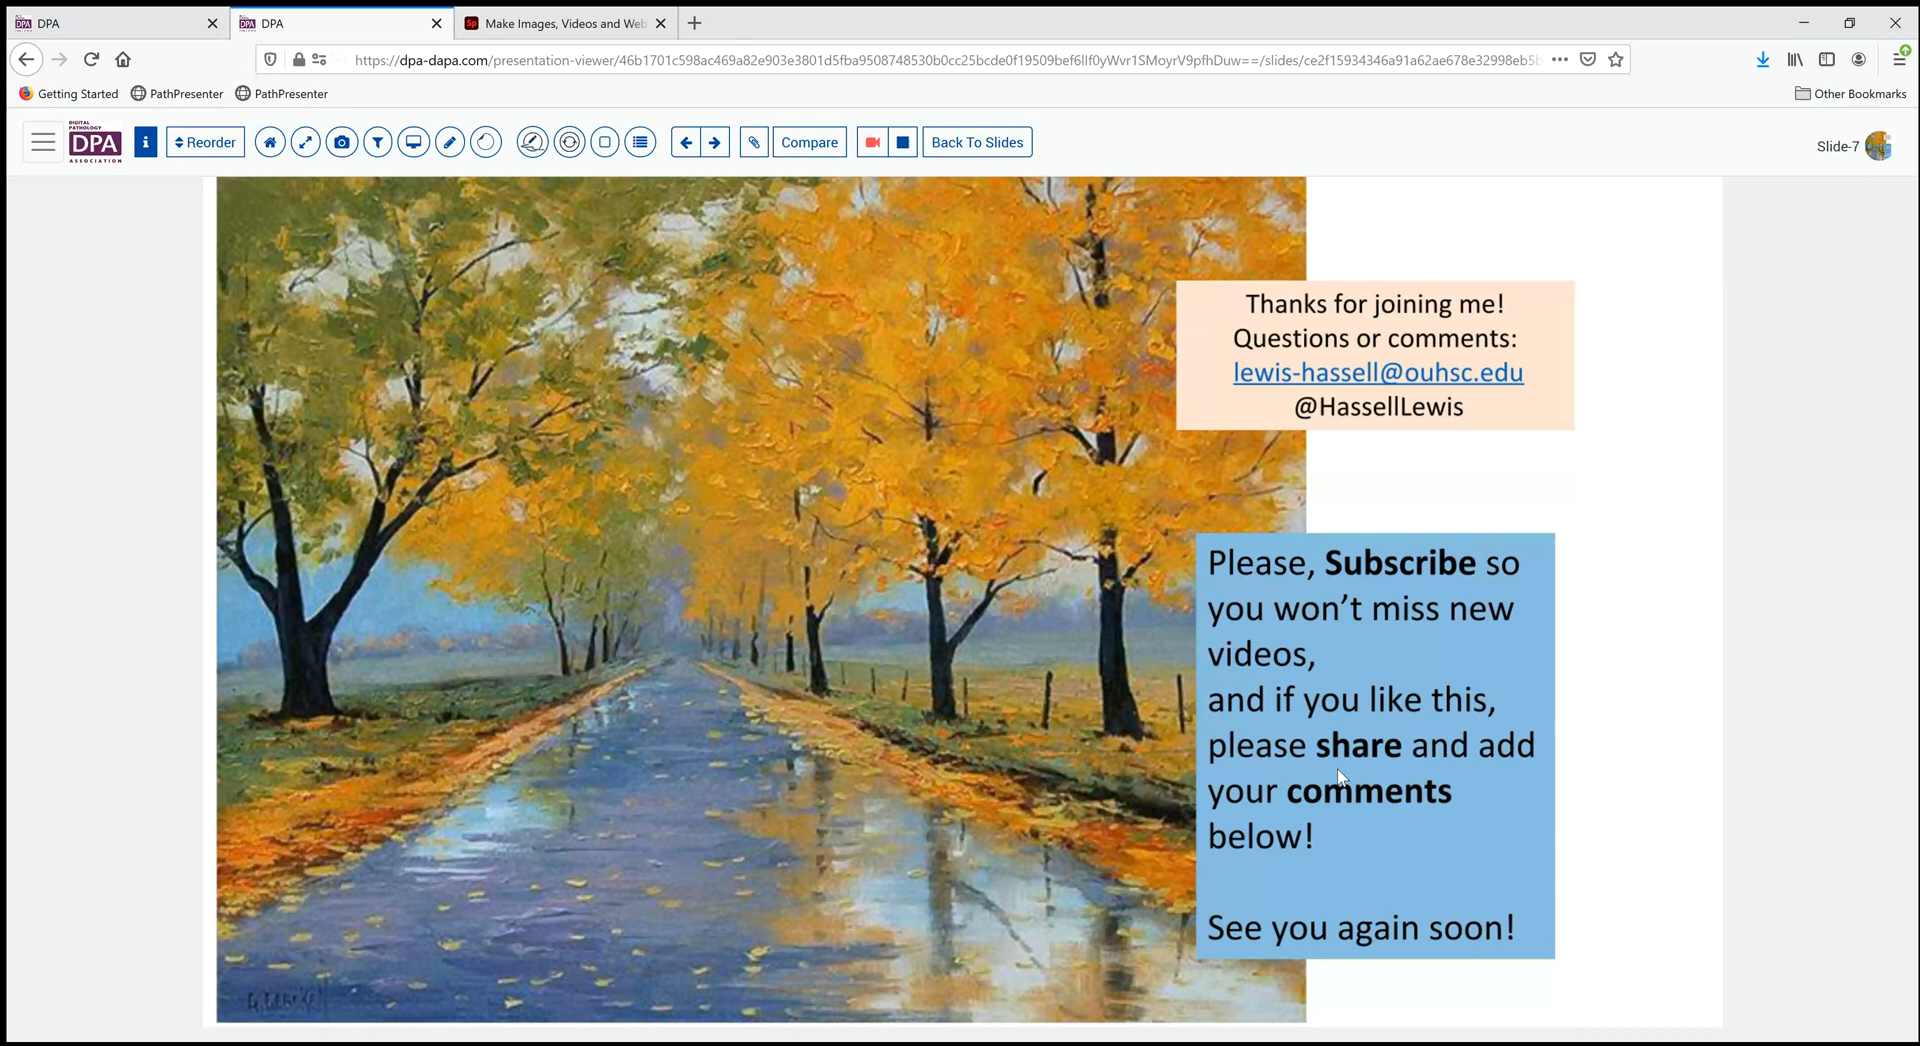 DPA
DPA
Make Images, Videos and Web
https://dpa-dapa.com/presentation-viewer/
Getting Started
PathPresenter
PathPresenter
Other Bookmarks
DIGITAL
PATHOLOGY
DPA
ASSOCIATION
i
Reorder
Compare
Back To Slides
Slide-7
Thanks for joining me!
Questions or comments:
lewis-hassell@ouhsc.edu
@HassellLewis
Please, Subscribe so
you won’t miss new
videos,
and if you like this,
please share and add
your comments
below!
See you again soon!